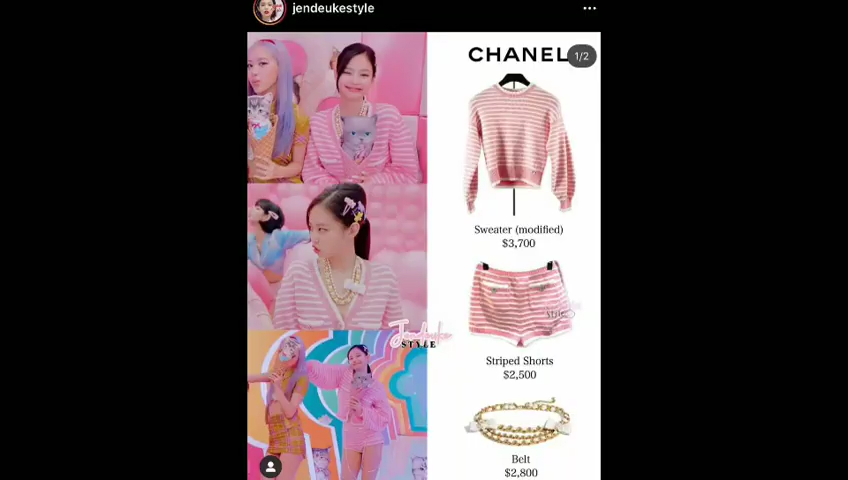 jendeukestyle
CHANEL
1/2
Sweater (modified)
$3,700
Jendeuke
STYLE
Striped Shorts
$2,500
Belt
$2,800